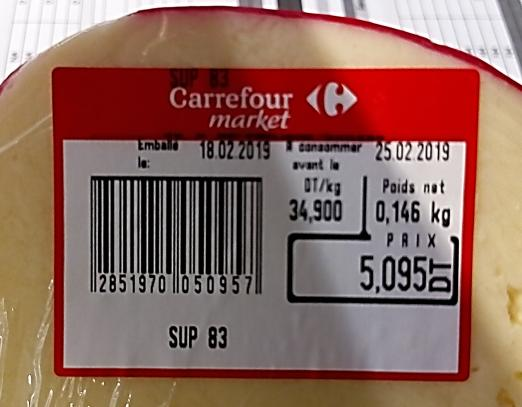 SUP 83
Carrefour
market
Emballé le: 18.02.2019 A consommer avant le 25.02.2019
DT/kg Poids net
34,900 0,146 kg
PRIX
5,095 DT
2851970 050957
SUP 83